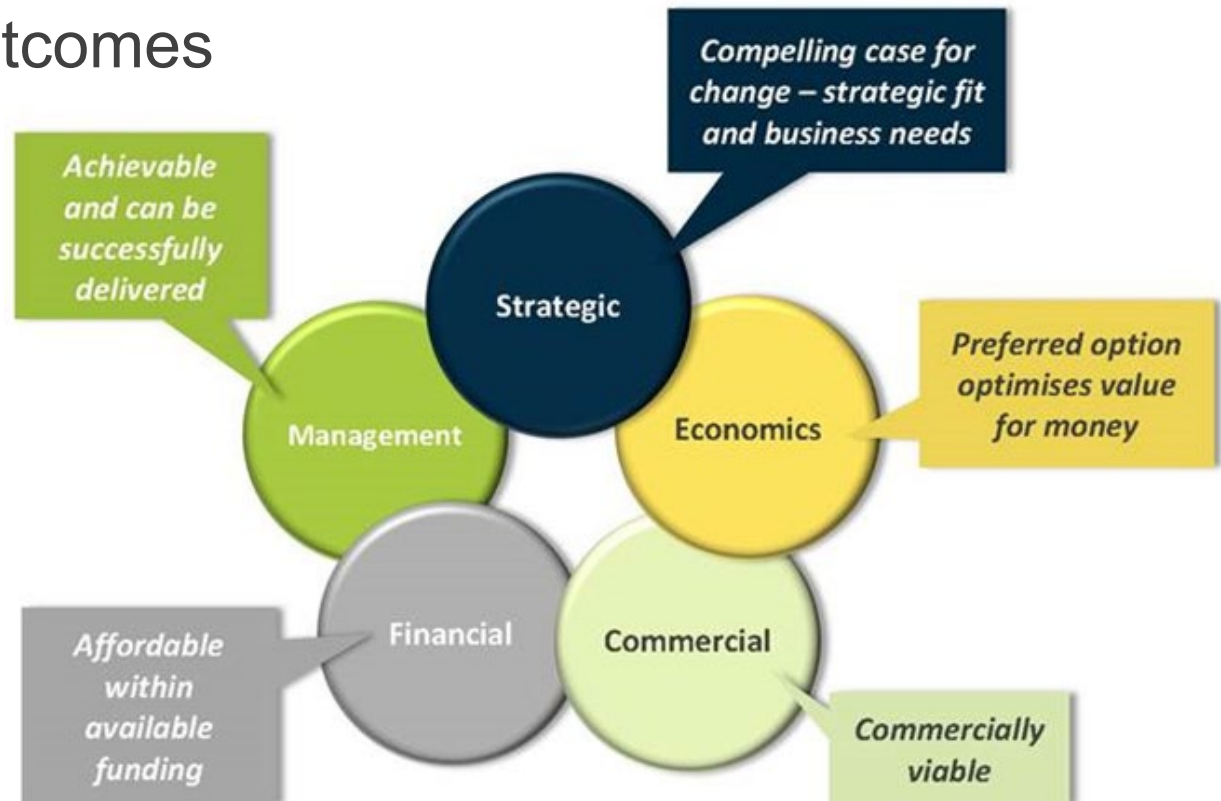 tcomes
Compelling case for
change – strategic fit
and business needs
Achievable
and can be
successfully
delivered
Strategic
Preferred option
optimises value
for money
Management
Economics
Financial
Commercial
Affordable
within
available
funding
Commercially
viable